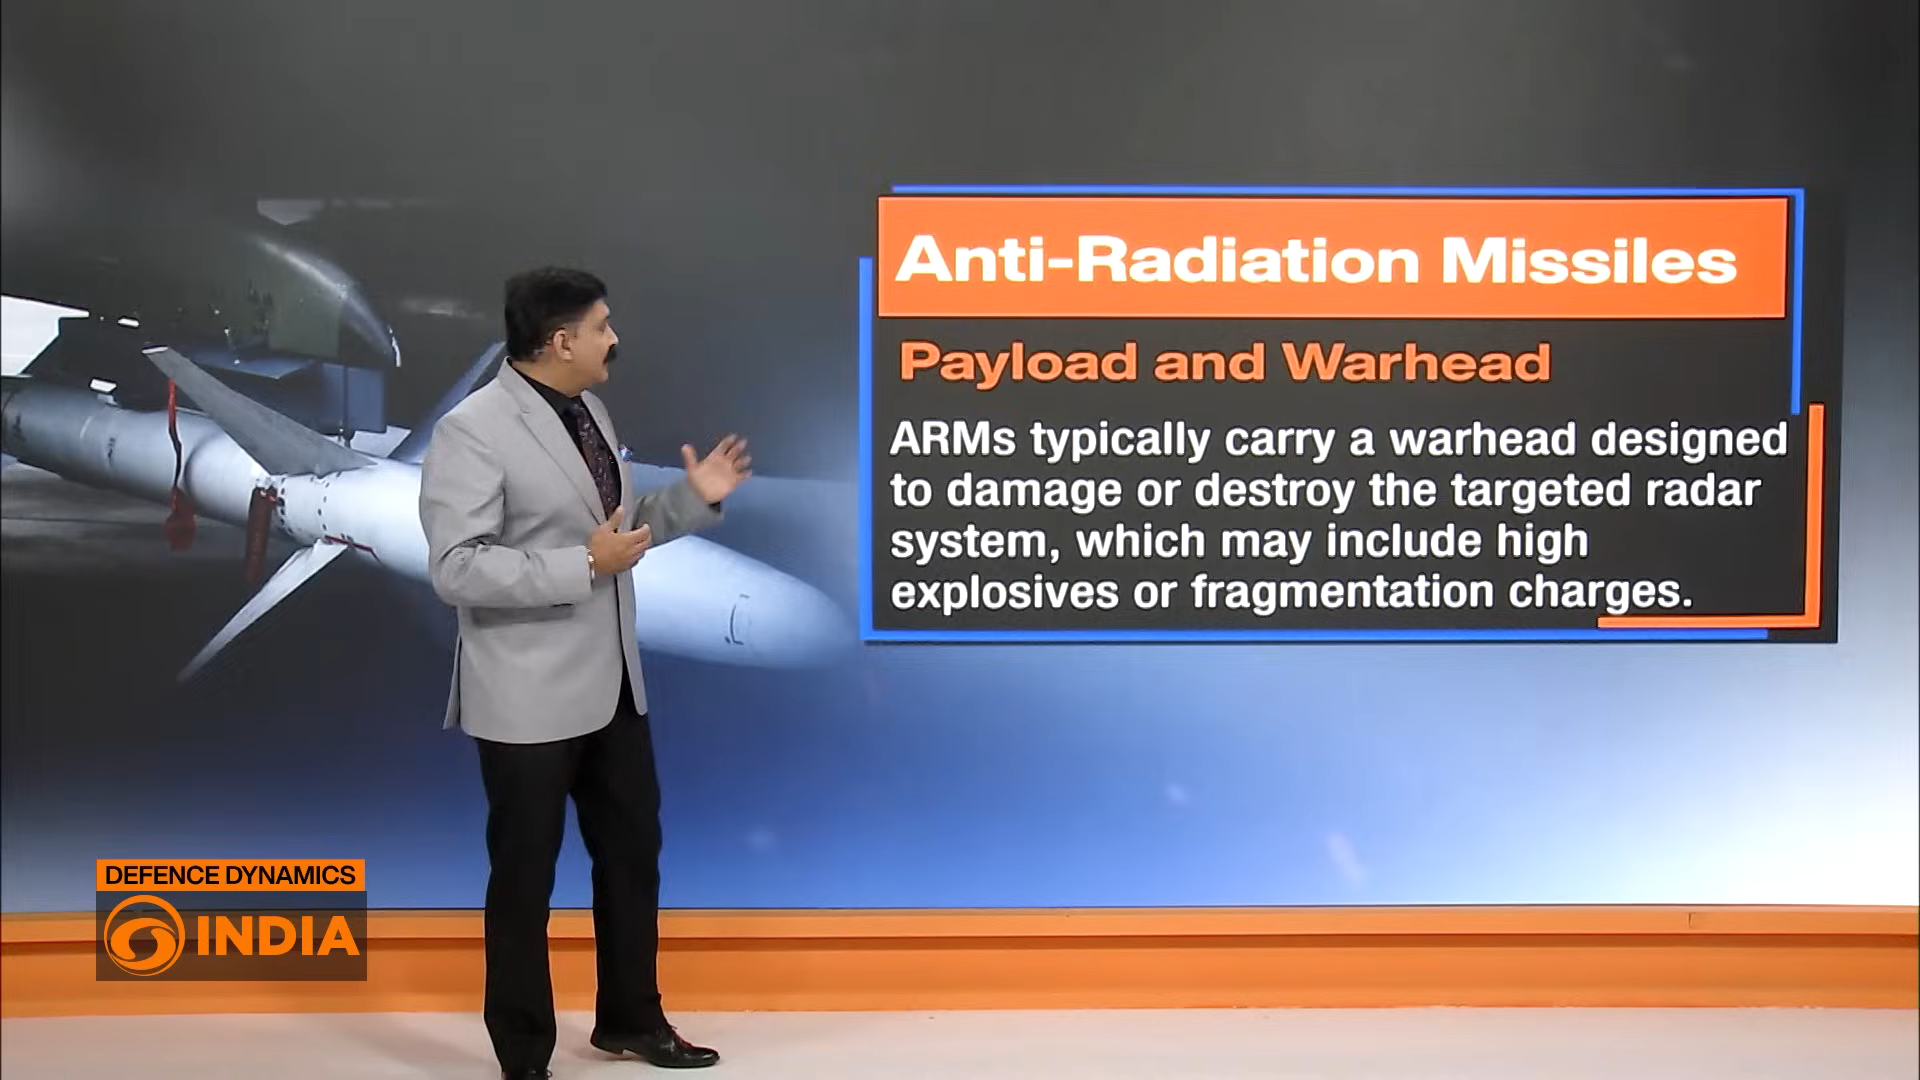 Anti-Radiation Missiles
Payload and Warhead
ARMs typically carry a warhead designed
to damage or destroy the targeted radar
system, which may include high
explosives or fragmentation charges.
DEFENCE DYNAMICS
INDIA